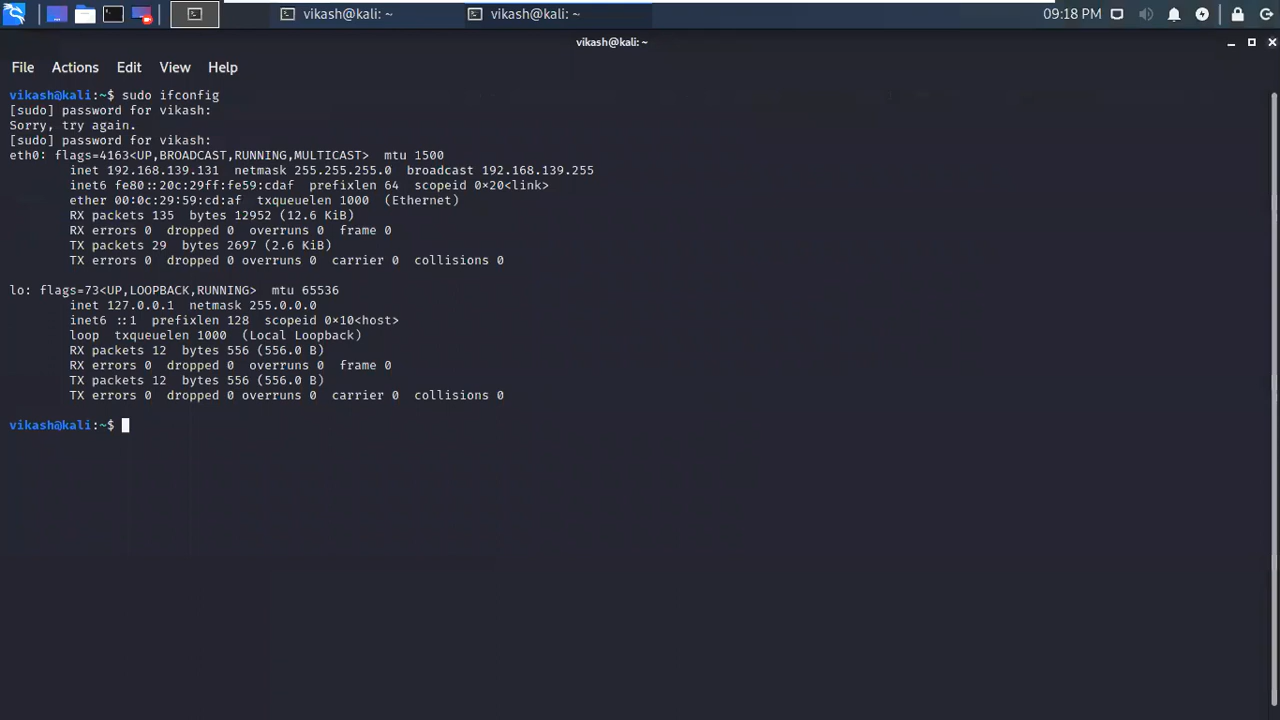 vikash@kali: ~
vikash@kali: ~
09:18 PM
vikash@kali: ~
File Actions Edit View Help
vikash@kali:~$ sudo ifconfig
[sudo] password for vikash:
Sorry, try again.
[sudo] password for vikash:
eth0: flags=4163<UP,BROADCAST,RUNNING,MULTICAST>  mtu 1500
        inet 192.168.139.131  netmask 255.255.255.0  broadcast 192.168.139.255
        inet6 fe80::20c:29ff:fe59:cdaf  prefixlen 64  scopeid 0×20<link>
        ether 00:0c:29:59:cd:af  txqueuelen 1000  (Ethernet)
        RX packets 135  bytes 12952 (12.6 KiB)
        RX errors 0  dropped 0  overruns 0  frame 0
        TX packets 29  bytes 2697 (2.6 KiB)
        TX errors 0  dropped 0 overruns 0  carrier 0  collisions 0
lo: flags=73<UP,LOOPBACK,RUNNING>  mtu 65536
        inet 127.0.0.1  netmask 255.0.0.0
        inet6 ::1  prefixlen 128  scopeid 0×10<host>
        loop  txqueuelen 1000  (Local Loopback)
        RX packets 12  bytes 556 (556.0 B)
        RX errors 0  dropped 0  overruns 0  frame 0
        TX packets 12  bytes 556 (556.0 B)
        TX errors 0  dropped 0 overruns 0  carrier 0  collisions 0
vikash@kali:~$